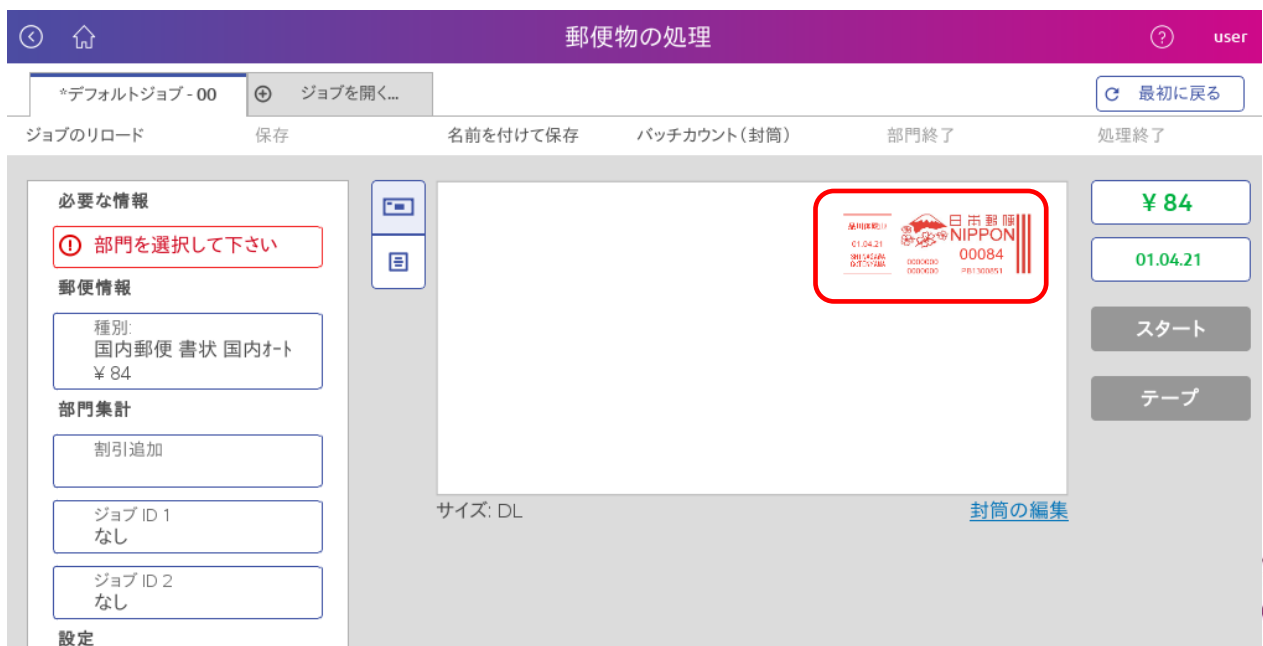 郵便物の処理
user
*デフォルトジョブ - 00
ジョブを開く...
最初に戻る
ジョブのリロード
保存
名前を付けて保存
バッチカウント(封筒)
部門終了
処理終了
必要な情報
部門を選択して下さい
郵便情報
種別:
国内郵便 書状 国内ｵｰﾄ
¥ 84
部門集計
割引追加
ジョブ ID 1
なし
ジョブ ID 2
なし
設定
01.04.21
日本郵便
NIPPON
00084
0000000
0000000
PB1300051
サイズ: DL
封筒の編集
¥ 84
01.04.21
スタート
テープ